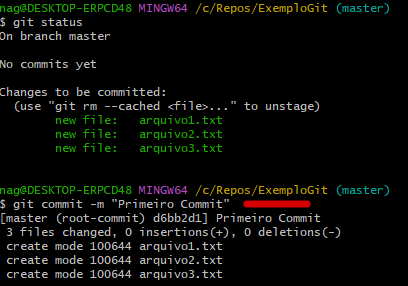 nag@DESKTOP-ERPCD48 MINGW64 /c/Repos/ExemploGit (master)
$ git status
On branch master
No commits yet
Changes to be committed:
(use "git rm --cached <file>..." to unstage)
new file: arquivo1.txt
new file: arquivo2.txt
new file: arquivo3.txt
nag@DESKTOP-ERPCD48 MINGW64 /c/Repos/ExemploGit (master)
$ git commit -m "Primeiro Commit"
[master (root-commit) d6bb2d1] Primeiro Commit
3 files changed, 0 insertions(+), 0 deletions(-)
create mode 100644 arquivo1.txt
create mode 100644 arquivo2.txt
create mode 100644 arquivo3.txt